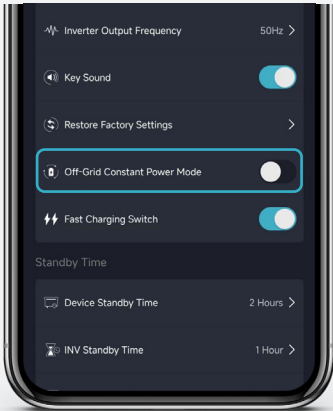 Inverter Output Frequency 50Hz >
Key Sound
Restore Factory Settings >
Off-Grid Constant Power Mode
Fast Charging Switch
Standby Time
Device Standby Time 2 Hours >
INV Standby Time 1 Hour >